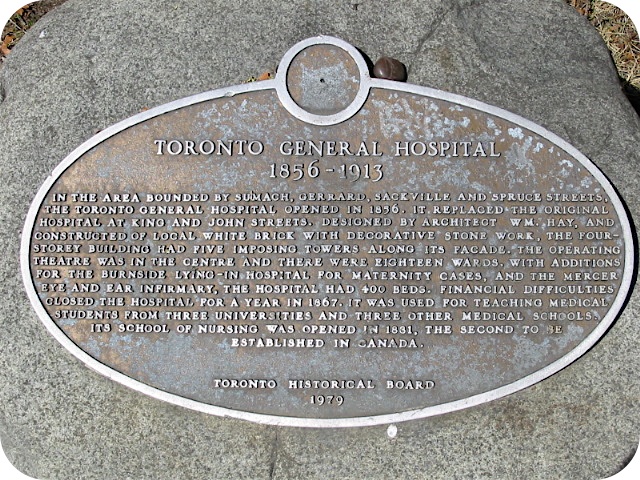 TORONTO GENERAL HOSPITAL
1856-1913
IN THE AREA BOUNDED BY SUMACH, GERRARD, SACKVILLE AND SPRUCE STREETS,
THE TORONTO GENERAL HOSPITAL OPENED IN 1856. IT REPLACED THE ORIGINAL
HOSPITAL AT KING AND JOHN STREETS. DESIGNED BY ARCHITECT WM. HAY, AND
CONSTRUCTED OF LOCAL WHITE BRICK WITH DECORATIVE STONE WORK, THE FOUR-
STOREY BUILDING HAD FIVE IMPOSING TOWERS ALONG ITS FACADE. THE OPERATING
THEATRE WAS IN THE CENTRE AND THERE WERE EIGHTEEN WARDS. WITH ADDITIONS
FOR THE BURNSIDE LYING-IN HOSPITAL FOR MATERNITY CASES, AND THE MERCER
EYE AND EAR INFIRMARY, THE HOSPITAL HAD 400 BEDS. FINANCIAL DIFFICULTIES
CLOSED THE HOSPITAL FOR A YEAR IN 1867. IT WAS USED FOR TEACHING MEDICAL
STUDENTS FROM THREE UNIVERSITIES AND THREE OTHER MEDICAL SCHOOLS.
ITS SCHOOL OF NURSING WAS OPENED IN 1881, THE SECOND TO BE
ESTABLISHED IN CANADA.
TORONTO HISTORICAL BOARD
1979